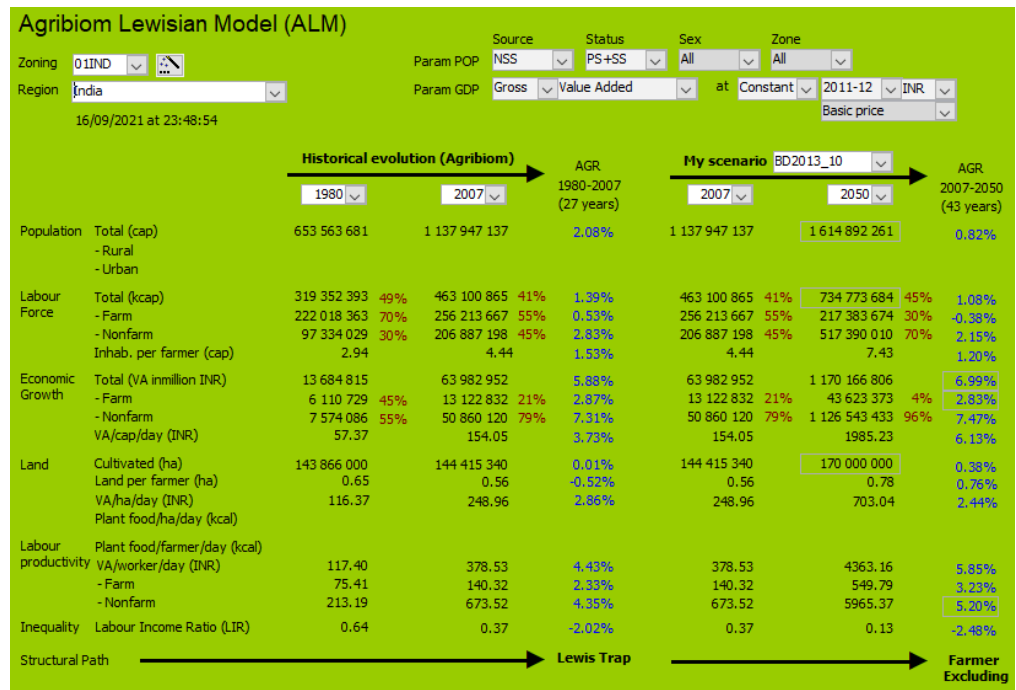 Agribiom Lewisian Model (ALM)
Source Status Sex Zone
Zoning 01IND Param POP NSS PS+SS All All
Region India Param GDP Gross Value Added at Constant 2011-12 INR
16/09/2021 at 23:48:54 Basic price
Historical evolution (Agribiom) AGR My scenario BD2013_10 AGR
1980 2007 1980-2007 2007 2050 2007-2050
(27 years) (43 years)
Population Total (cap) 653 563 681 1 137 947 137 2.08% 1 137 947 137 1 614 892 261 0.82%
- Rural
- Urban
Labour Total (kcap) 319 352 393 49% 463 100 865 41% 1.39% 463 100 865 41% 734 773 684 45% 1.08%
Force - Farm 222 018 363 70% 256 213 667 55% 0.53% 256 213 667 55% 217 383 674 30% -0.38%
- Nonfarm 97 334 029 30% 206 887 198 45% 2.83% 206 887 198 45% 517 390 010 70% 2.15%
Inhab. per farmer (cap) 2.94 4.44 1.53% 4.44 7.43 1.20%
Economic Total (VA inmillion INR) 13 684 815 63 982 952 5.88% 63 982 952 1 170 166 806 6.99%
Growth - Farm 6 110 729 45% 13 122 832 21% 2.87% 13 122 832 21% 43 623 373 4% 2.83%
- Nonfarm 7 574 086 55% 50 860 120 79% 7.31% 50 860 120 79% 1 126 543 433 96% 7.47%
VA/cap/day (INR) 57.37 154.05 3.73% 154.05 1985.23 6.13%
Land Cultivated (ha) 143 866 000 144 415 340 0.01% 144 415 340 170 000 000 0.38%
Land per farmer (ha) 0.65 0.56 -0.52% 0.56 0.78 0.76%
VA/ha/day (INR) 116.37 248.96 2.86% 248.96 703.04 2.44%
Plant food/ha/day (kcal)
Labour Plant food/farmer/day (kcal)
productivity VA/worker/day (INR) 117.40 378.53 4.43% 378.53 4363.16 5.85%
- Farm 75.41 140.32 2.33% 140.32 549.79 3.23%
- Nonfarm 213.19 673.52 4.35% 673.52 5965.37 5.20%
Inequality Labour Income Ratio (LIR) 0.64 0.37 -2.02% 0.37 0.13 -2.48%
Structural Path Lewis Trap Farmer
Excluding